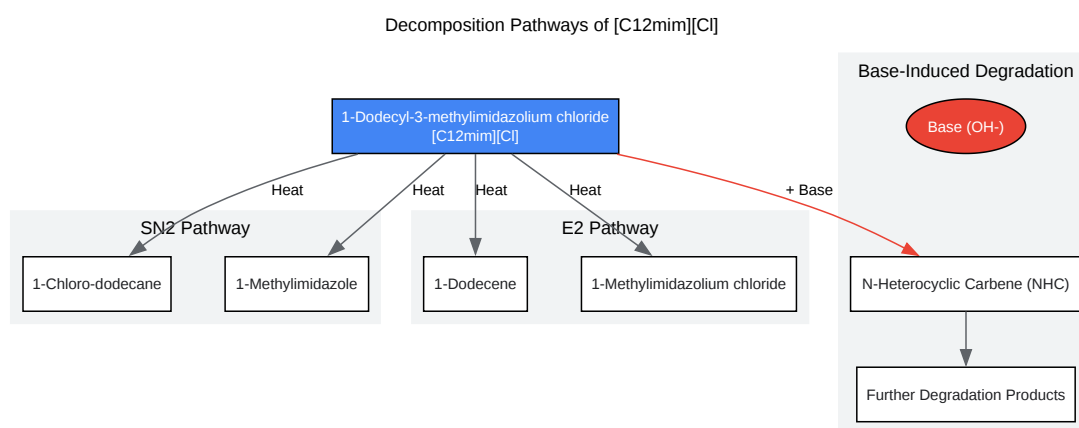 Decomposition Pathways of [C12mim][Cl]
Base-Induced Degradation
1-Dodecyl-3-methylimidazolium chloride
[C12mim][Cl]
Base (OH-)
Heat
Heat
Heat
Heat
+ Base
SN2 Pathway
E2 Pathway
1-Chloro-dodecane
1-Methylimidazole
1-Dodecene
1-Methylimidazolium chloride
N-Heterocyclic Carbene (NHC)
Further Degradation Products